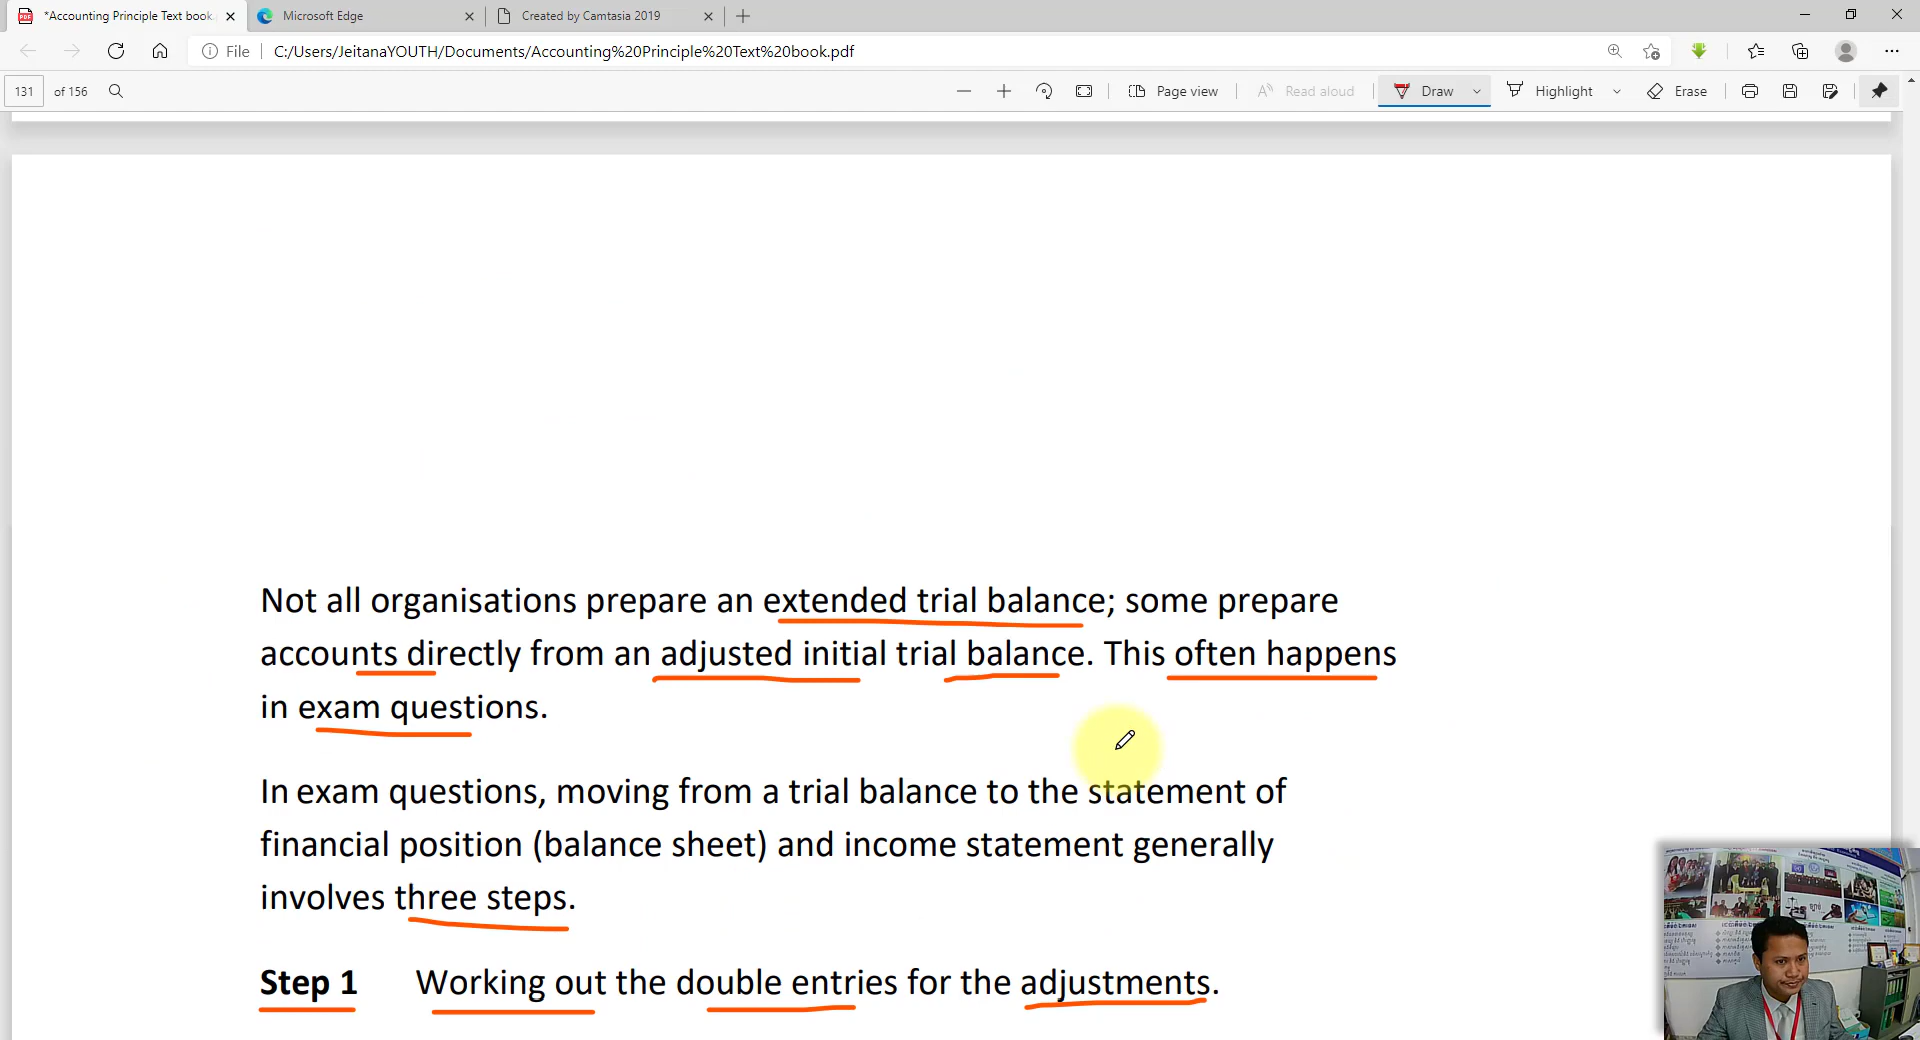 *Accounting Principle Text book.
Microsoft Edge
Created by Camtasia 2019
File
C:/Users/JeitanaYOUTH/Documents/Accounting%20Principle%20Text%20book.pdf
131 of 156
Page view
Read aloud
Draw
Highlight
Erase
Not all organisations prepare an extended trial balance; some prepare
accounts directly from an adjusted initial trial balance. This often happens
in exam questions.
In exam questions, moving from a trial balance to the statement of
financial position (balance sheet) and income statement generally
involves three steps.
Step 1 Working out the double entries for the adjustments.